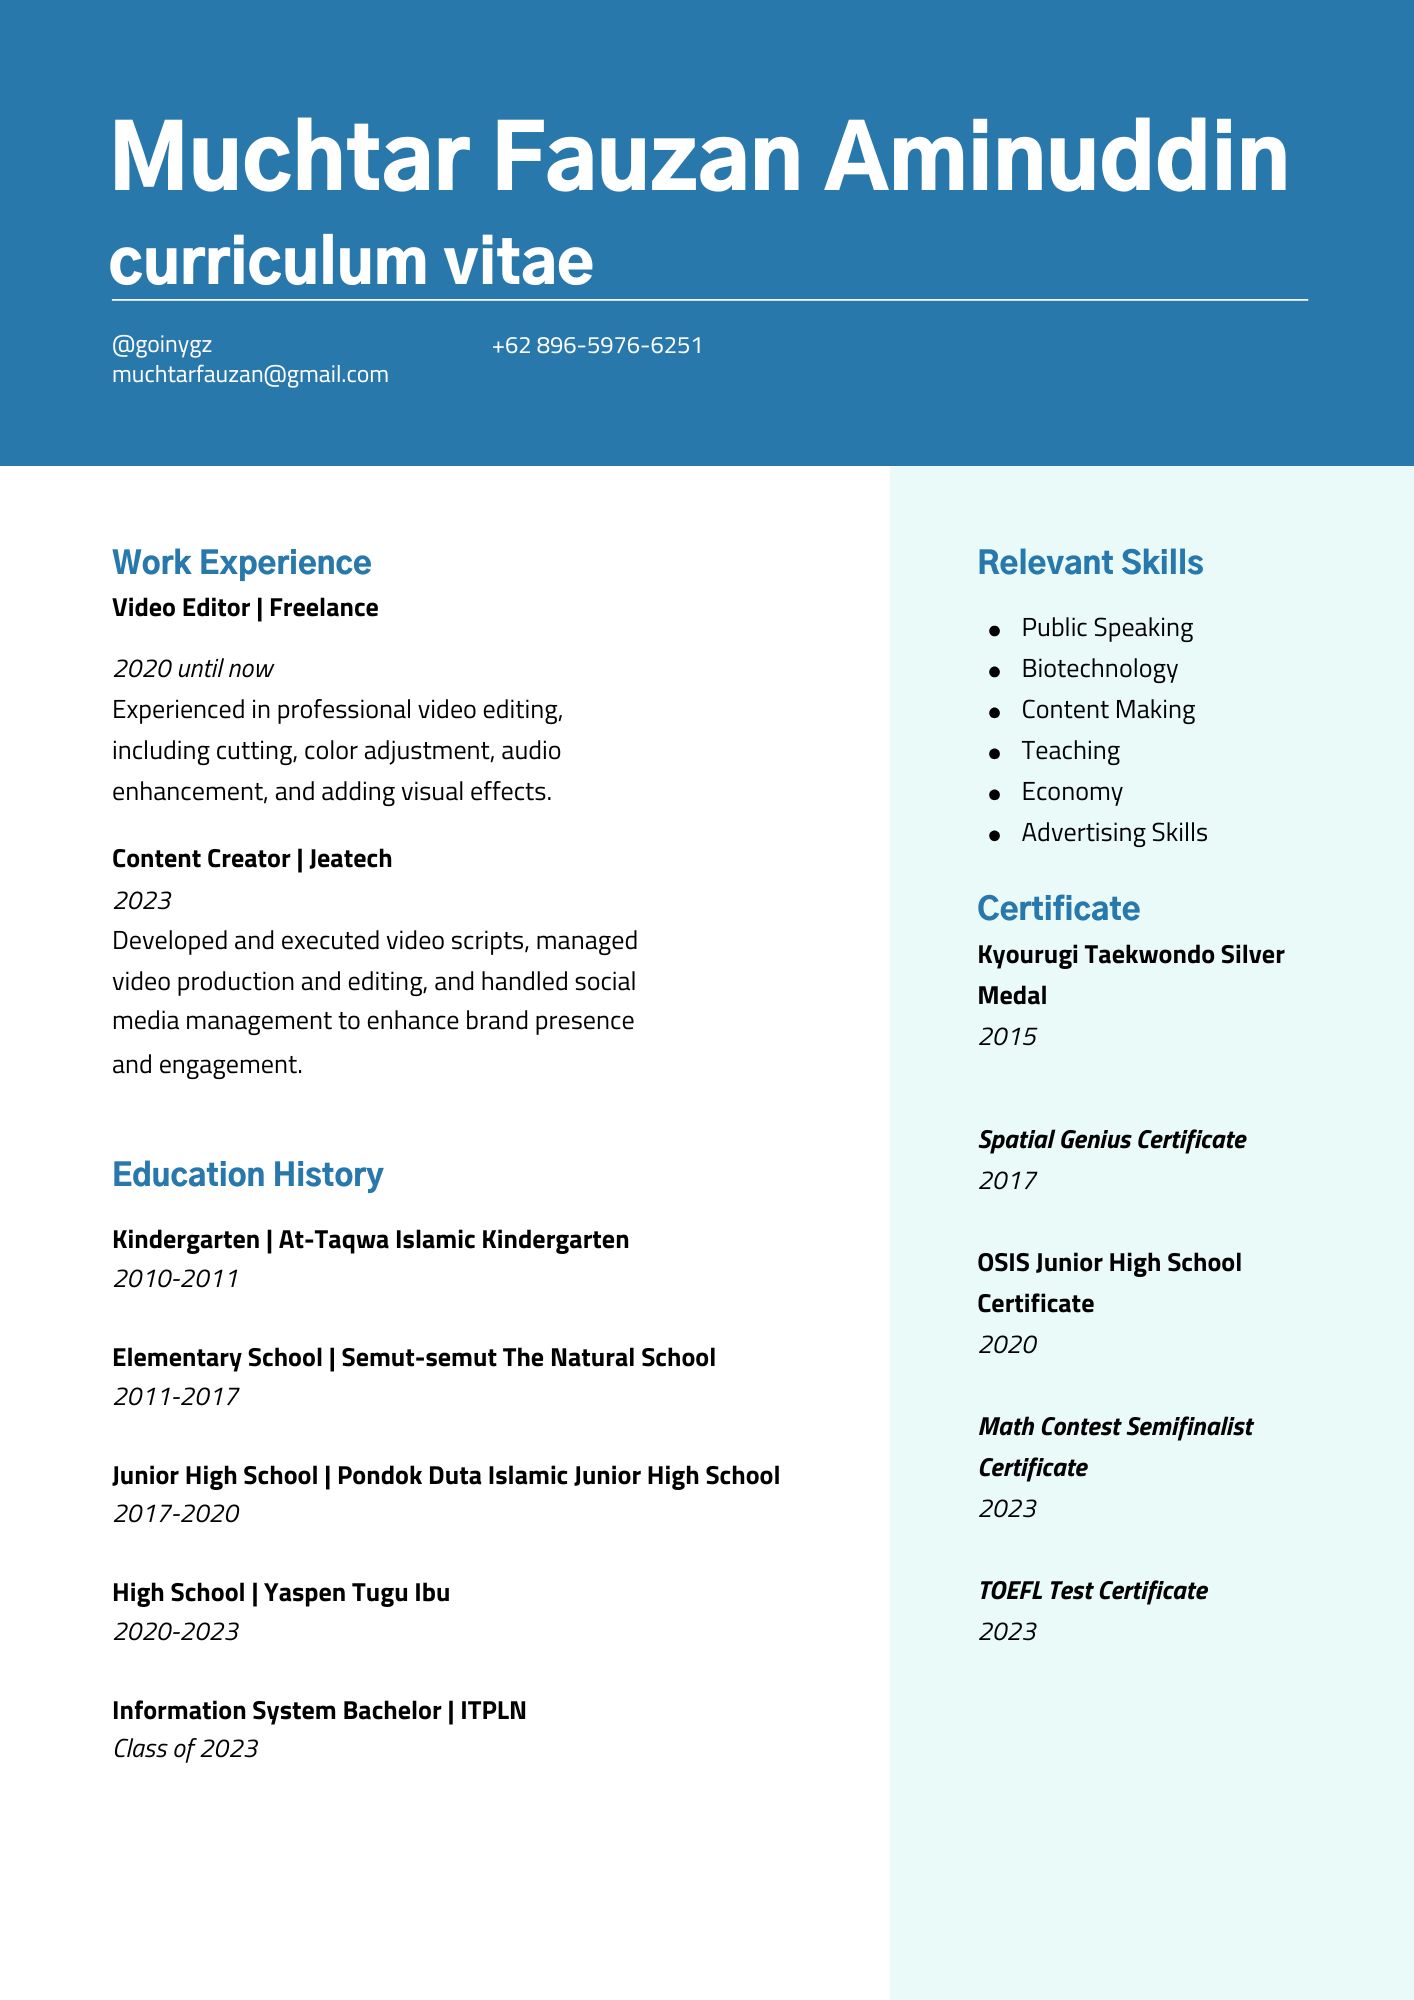 Muchtar Fauzan Aminuddin
curriculum vitae
@goinygz
muchtarfauzan@gmail.com
+62 896-5976-6251
Work Experience
Video Editor | Freelance
2020 until now
Experienced in professional video editing,
including cutting, color adjustment, audio
enhancement, and adding visual effects.
Content Creator | Jeatech
2023
Developed and executed video scripts, managed
video production and editing, and handled social
media management to enhance brand presence
and engagement.
Education History
Kindergarten | At-Taqwa Islamic Kindergarten
2010-2011
Elementary School | Semut-semut The Natural School
2011-2017
Junior High School | Pondok Duta Islamic Junior High School
2017-2020
High School | Yaspen Tugu Ibu
2020-2023
Information System Bachelor | ITPLN
Class of 2023
Relevant Skills
● Public Speaking
● Biotechnology
● Content Making
● Teaching
● Economy
● Advertising Skills
Certificate
Kyourugi Taekwondo Silver
Medal
2015
Spatial Genius Certificate
2017
OSIS Junior High School
Certificate
2020
Math Contest Semifinalist
Certificate
2023
TOEFL Test Certificate
2023